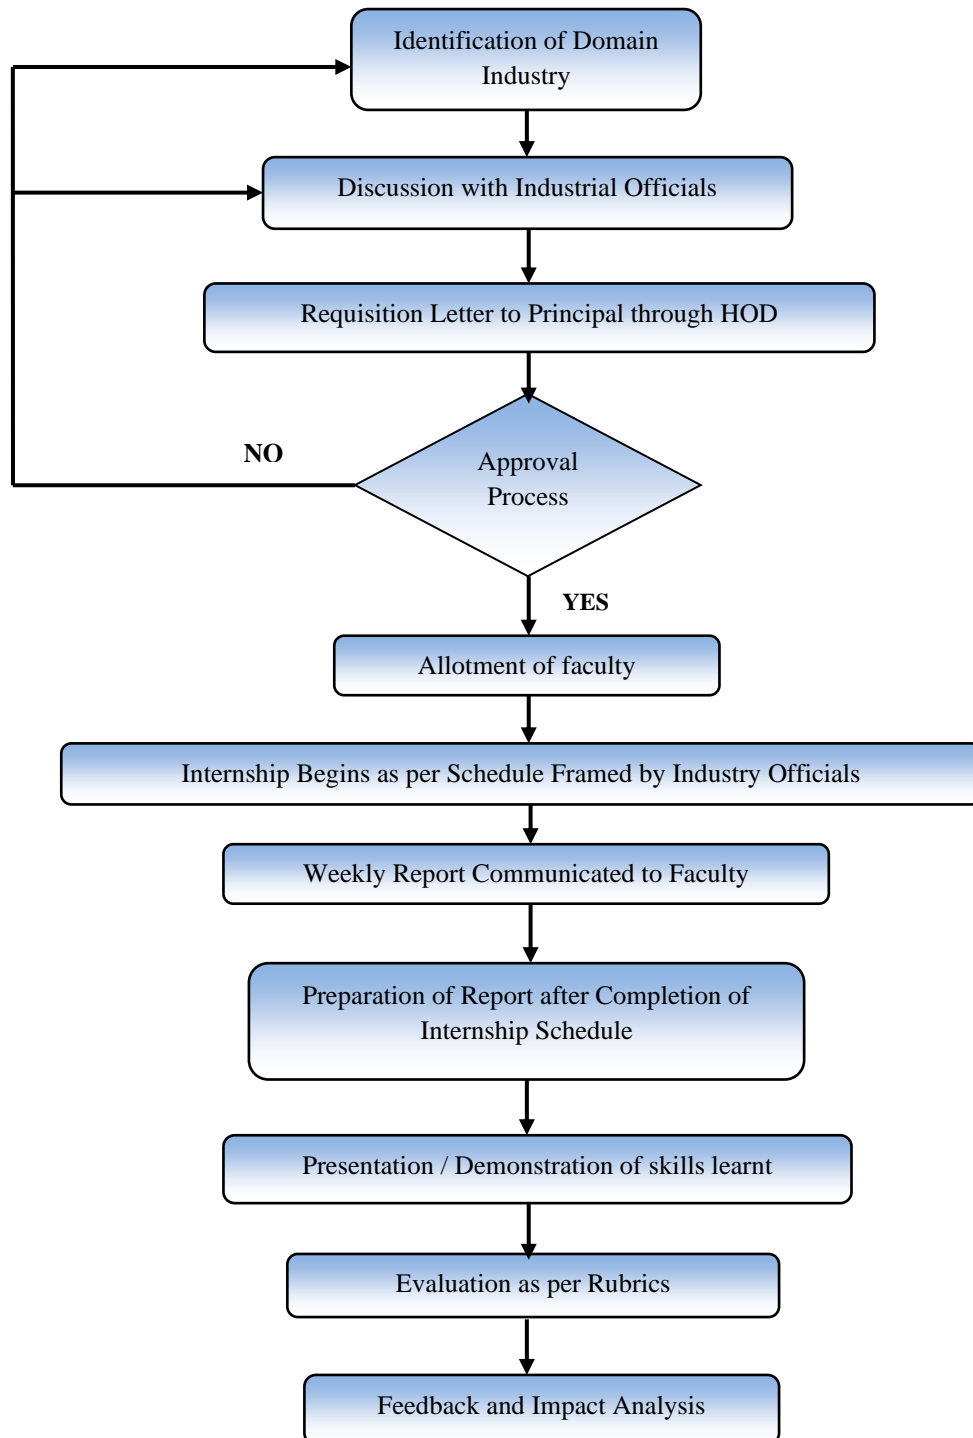 Identification of Domain
Industry
Discussion with Industrial Officials
Requisition Letter to Principal through HOD
NO
Approval
Process
YES
Allotment of faculty
Internship Begins as per Schedule Framed by Industry Officials
Weekly Report Communicated to Faculty
Preparation of Report after Completion of
Internship Schedule
Presentation / Demonstration of skills learnt
Evaluation as per Rubrics
Feedback and Impact Analysis